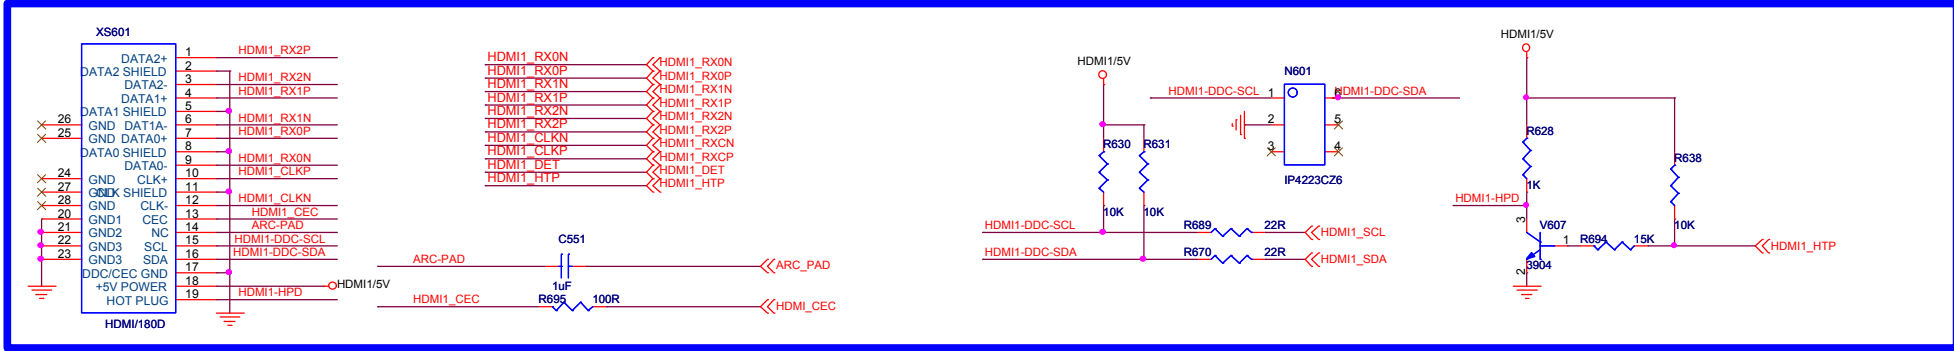 XS601
DATA2+ 1 HDMI1_RX2P
DATA2 SHIELD 2
DATA2- 3 HDMI1_RX2N
DATA1+ 4 HDMI1_RX1P
DATA1 SHIELD 5
26 GND DAT1A- 6 HDMI1_RX1N
25 GND DATA0+ 7 HDMI1_RX0P
DATA0 SHIELD 8
DATA0- 9 HDMI1_RX0N
24 GND CLK+ 10 HDMI1_CLKP
27 SHIELD 11
28 GND CLK- 12 HDMI1_CLKN
20 GND1 CEC 13 HDMI1_CEC
21 GND2 NC 14 ARC-PAD
22 GND3 SCL 15 HDMI1-DDC-SCL
23 GND3 SDA 16 HDMI1-DDC-SDA
DDC/CEC GND 17
+5V POWER 18 HDMI1/5V
HOT PLUG 19 HDMI1-HPD
HDMI/180D
HDMI1_RX0N HDMI1_RX0N
HDMI1_RX0P HDMI1_RX0P
HDMI1_RX1N HDMI1_RX1N
HDMI1_RX1P HDMI1_RX1P
HDMI1_RX2N HDMI1_RX2N
HDMI1_RX2P HDMI1_RX2P
HDMI1_CLKN HDMI1_RXCN
HDMI1_CLKP HDMI1_RXCP
HDMI1_DET HDMI1_DET
HDMI1_HTP HDMI1_HTP
C551
ARC-PAD ARC_PAD
1uF
HDMI1_CEC R695 100R HDMI_CEC
HDMI1/5V
R630 R631
10K 10K
HDMI1-DDC-SCL R689 22R HDMI1_SCL
HDMI1-DDC-SDA R670 22R HDMI1_SDA
N601
HDMI1-DDC-SCL 1 6 HDMI1-DDC-SDA
2 5
3 4
IP4223CZ6
HDMI1/5V
R628
R638
1K
HDMI1-HPD
3 V607 10K
1 R694 15K HDMI1_HTP
3904
2